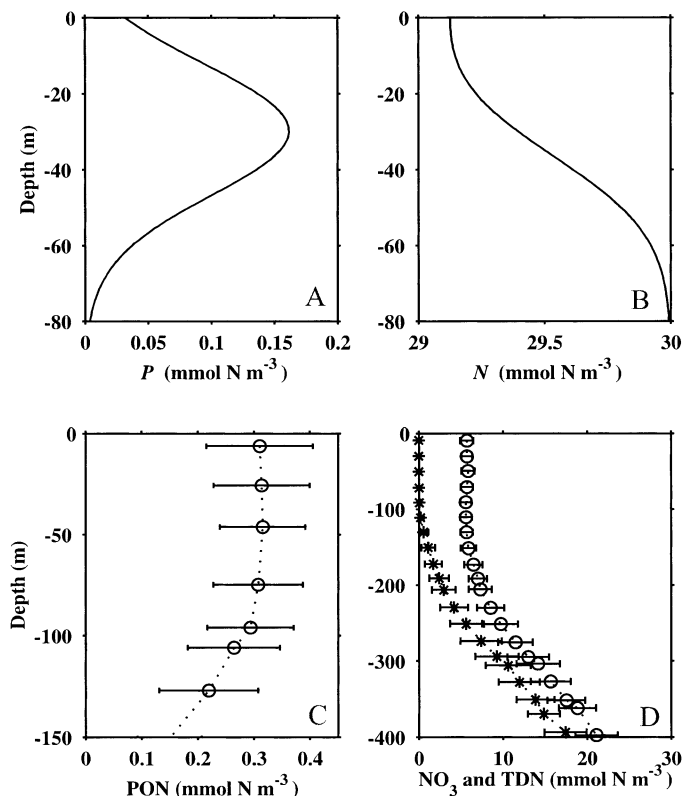 0
-20
-40
-60
-80
Depth (m)
0 0.05 0.1 0.15 0.2
P (mmol N m-3)
A
0
-20
-40
-60
-80
29 29.5 30
N (mmol N m-3)
B
0
-50
-100
-150
Depth (m)
0 0.1 0.2 0.3 0.4
PON (mmol N m-3)
C
0
-100
-200
-300
-400
0 10 20 30
NO3 and TDN (mmol N m-3)
D